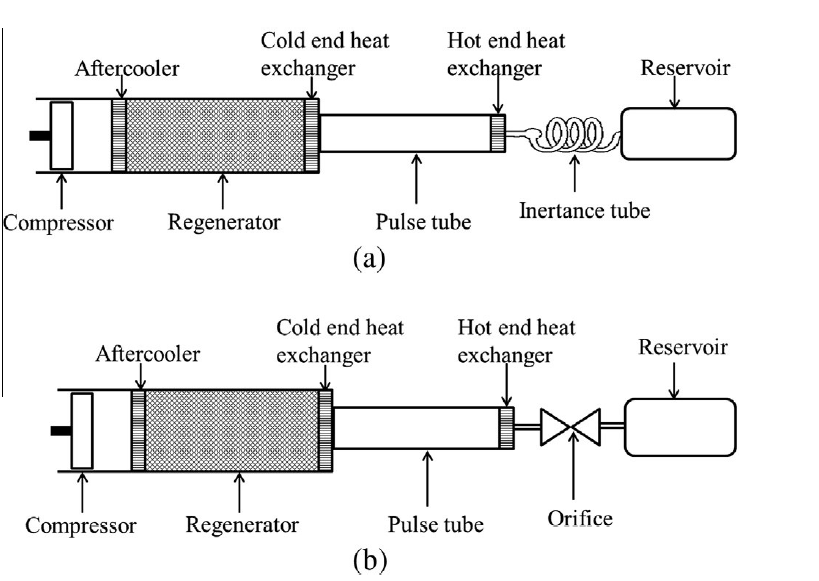 Cold end heat
exchanger
Hot end heat
exchanger
Aftercooler
Reservoir
Compressor
Regenerator
Pulse tube
Inertance tube
(a)
Cold end heat
exchanger
Hot end heat
exchanger
Aftercooler
Reservoir
Compressor
Regenerator
Pulse tube
Orifice
(b)